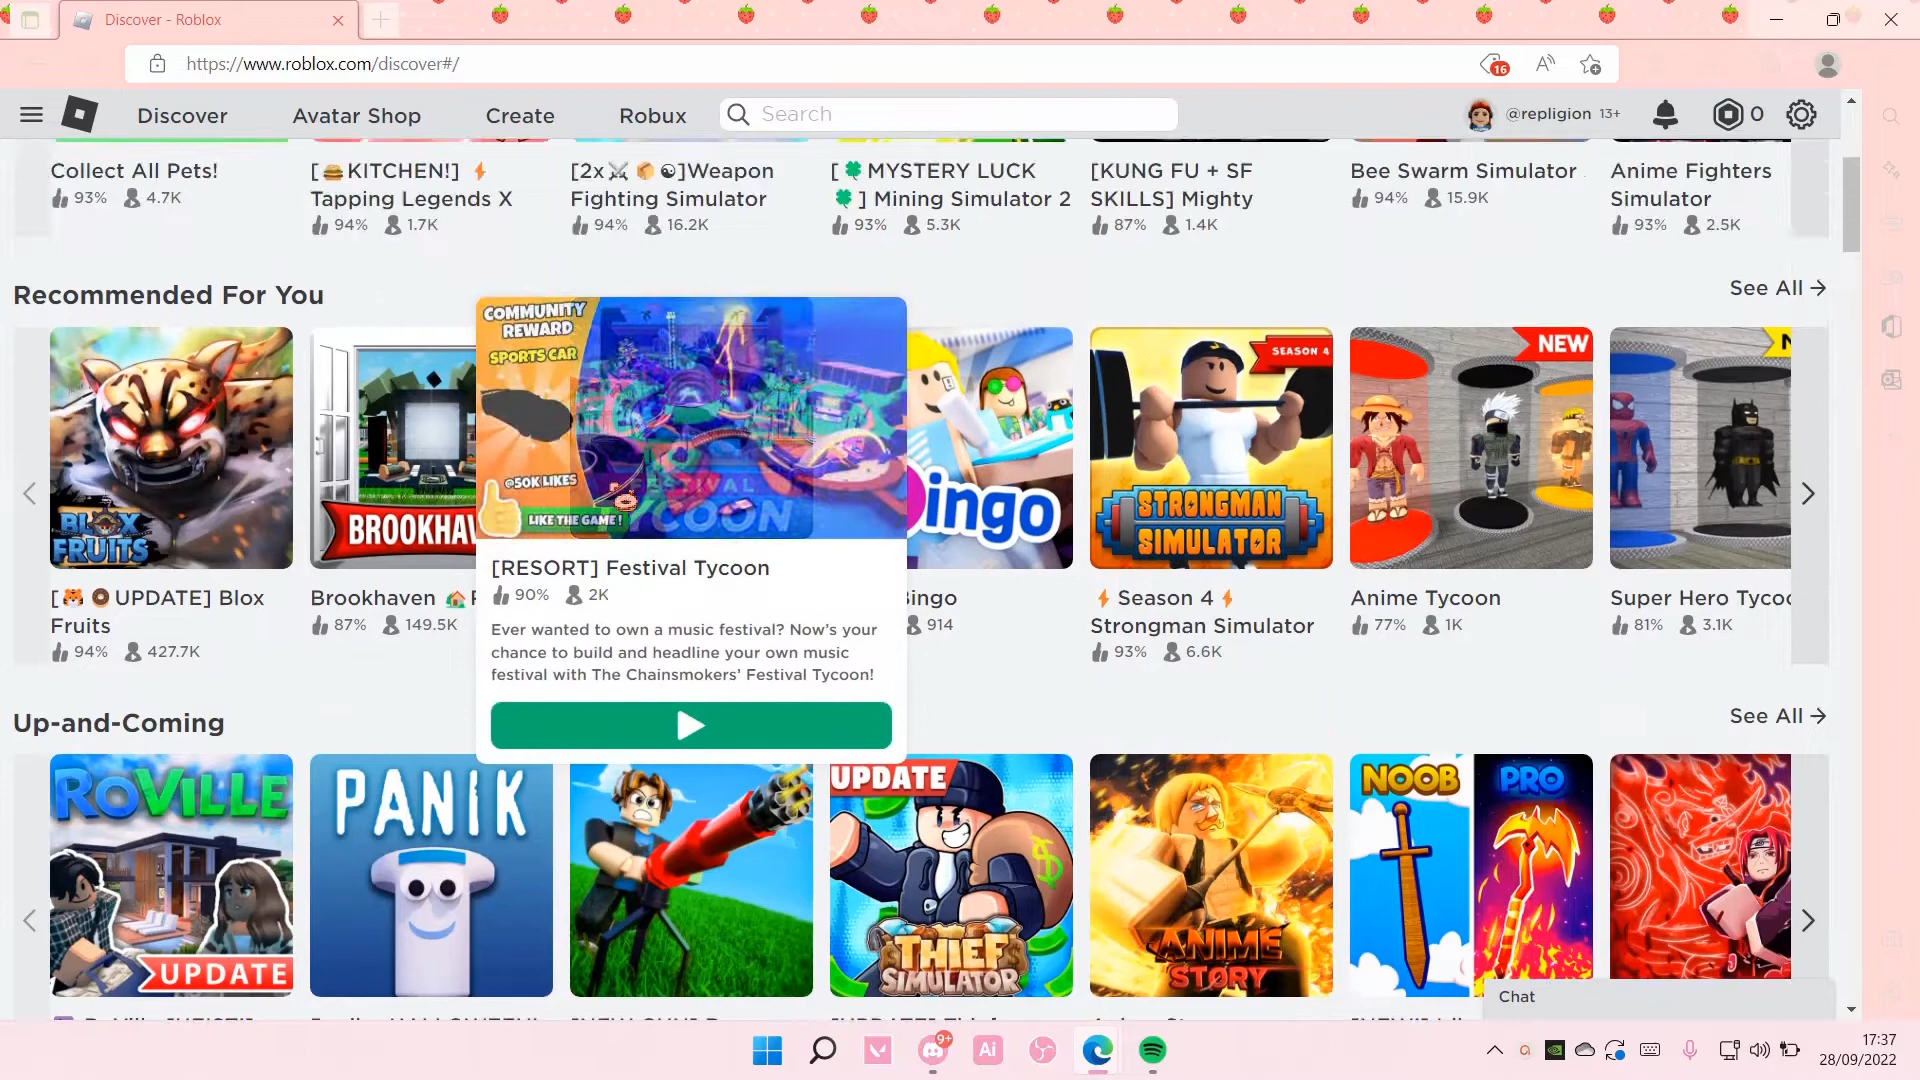 Discover - Roblox
https://www.roblox.com/discover#/
16
Discover
Avatar Shop
Create
Robux
Search
@repligion 13+
0
Collect All Pets!
93% 4.7K
[🍔KITCHEN!] ⚡
Tapping Legends X
94% 1.7K
[2x⚔️📦☯]Weapon
Fighting Simulator
94% 16.2K
[🍀MYSTERY LUCK
🍀] Mining Simulator 2
93% 5.3K
[KUNG FU + SF
SKILLS] Mighty
87% 1.4K
Bee Swarm Simulator
94% 15.9K
Anime Fighters
Simulator
93% 2.5K
Recommended For You
See All →
BLOX
FRUITS
[🐯🍩UPDATE] Blox
Fruits
94% 427.7K
BROOKHAV
Brookhaven 🏠
87% 149.5K
COMMUNITY
REWARD
SPORTS CAR
@50K LIKES
LIKE THE GAME!
FESTIVAL
TYCOON
[RESORT] Festival Tycoon
90% 2K
Ever wanted to own a music festival? Now's your
chance to build and headline your own music
festival with The Chainsmokers' Festival Tycoon!
ingo
Bingo
914
SEASON 4
STRONGMAN
SIMULATOR
⚡Season 4⚡
Strongman Simulator
93% 6.6K
NEW
Anime Tycoon
77% 1K
Super Hero Tycoo
81% 3.1K
Up-and-Coming
See All →
ROVILLE
UPDATE
PANIK
UPDATE
THIEF
SIMULATOR
ANIME
STORY
NOOB
PRO
Chat
9+
Ai
17:37
28/09/2022